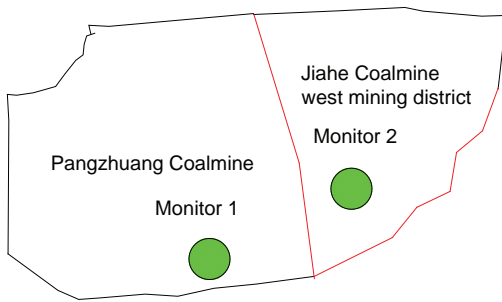 Jiahe Coalmine
west mining district
Monitor 2
Pangzhuang Coalmine
Monitor 1